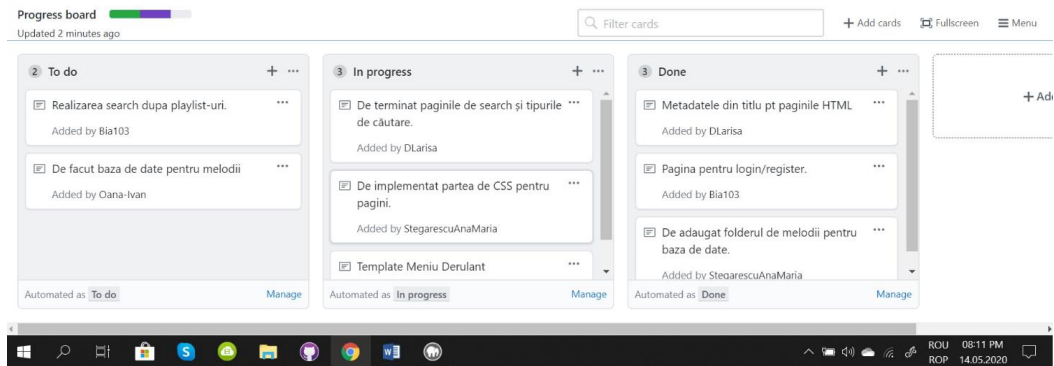 Progress board
Updated 2 minutes ago
Filter cards
Add cards
Fullscreen
Menu
2 To do
Realizarea search dupa playlist-uri.
Added by Bia103
De facut baza de date pentru melodii
Added by Oana-Ivan
Automated as To do
Manage
3 In progress
De terminat paginile de search și tipurile
de căutare.
Added by DLarisa
De implementat partea de CSS pentru
pagini.
Added by StegarescuAnaMaria
Template Meniu Derulant
Automated as In progress
Manage
3 Done
Metadatele din titlu pt paginile HTML
Added by DLarisa
Pagina pentru login/register.
Added by Bia103
De adaugat folderul de melodii pentru
baza de date.
Added by StegarescuAnaMaria
Automated as Done
Manage
+ Add
ROU 08:11 PM
ROP 14.05.2020